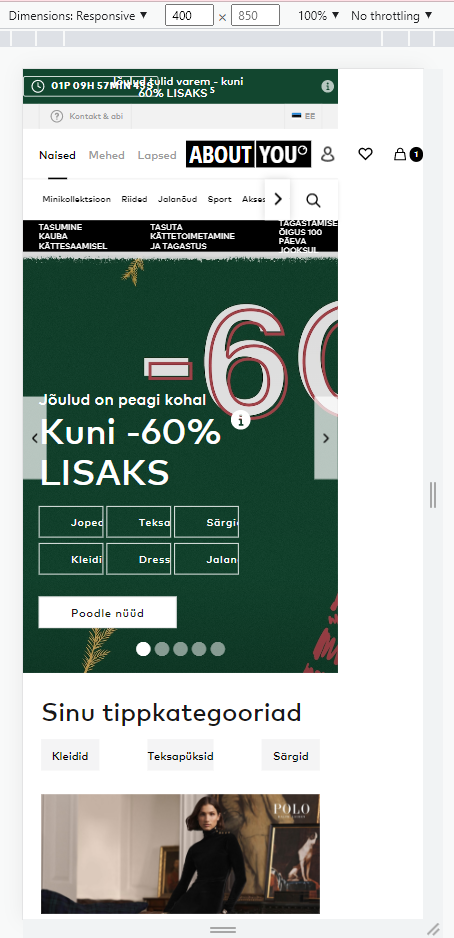 Dimensions: Responsive ▼ 400 × 850 100% ▼ No throttling ▼
01P 09H 57MIN
Jõulud tulid varem - kuni
60% LISAKS
Kontakt & abi EE
Naised Mehed Lapsed ABOUT YOU 1
Minikollektsioon Riided Jalanõud Sport
TASUMINE
KAUBA
KÄTTESAAMISEL
TASUTA
KÄTTETOIMETAMINE
JA TAGASTUS
TAGASTAMISE
ÕIGUS 100
PÄEVA
JOOKSUL
-60
Jõulud on peagi kohal
Kuni -60%
LISAKS
Joped Teksa Särgi
Kleidi Dress Jalan
Poodle nüüd
Sinu tippkategooriad
Kleidid Teksapüksid Särgid
POLO